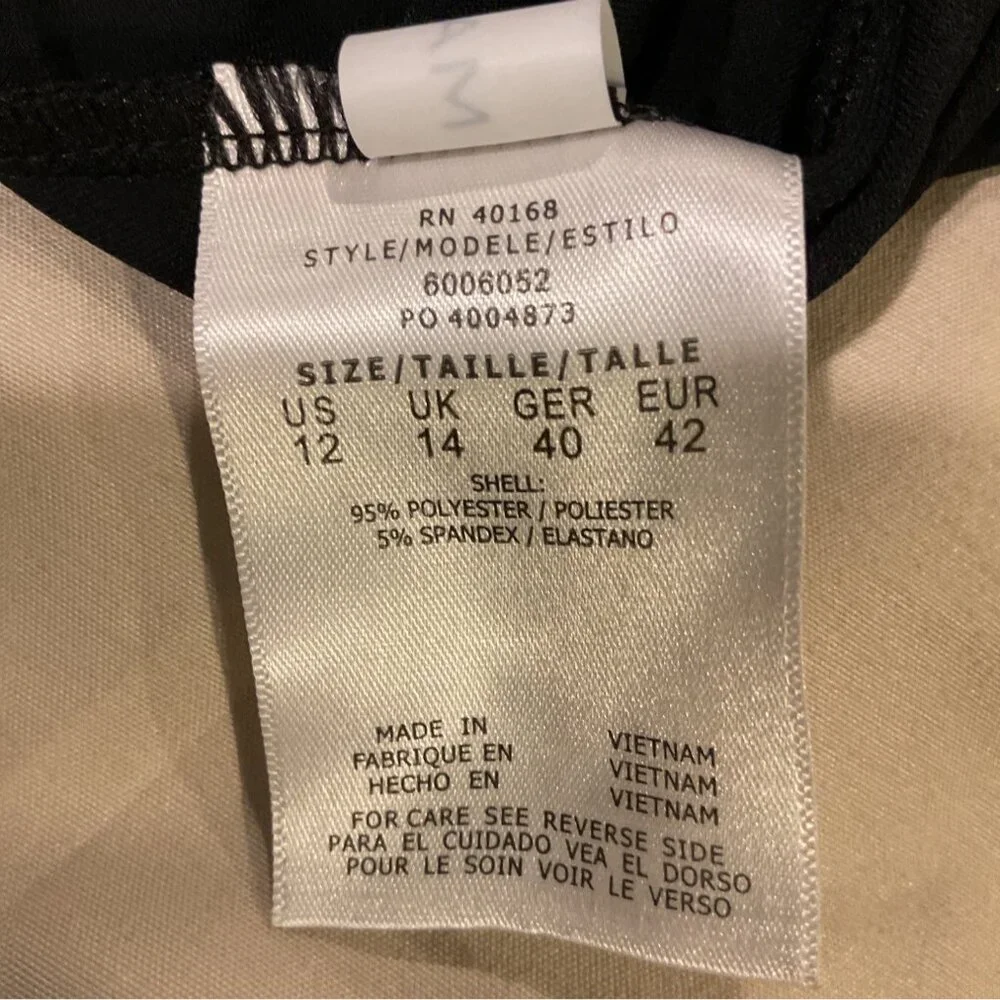 RN 40168
STYLE/MODELE/ESTILO
6006052
PO 4004873
SIZE/TAILLE/TALLE
US UK GER EUR
12 14 40 42
SHELL:
95% POLYESTER / POLIESTER
5% SPANDEX / ELASTANO
MADE IN VIETNAM
FABRIQUE EN VIETNAM
HECHO EN VIETNAM
FOR CARE SEE REVERSE SIDE
PARA EL CUIDADO VEA EL DORSO
POUR LE SOIN VOIR LE VERSO